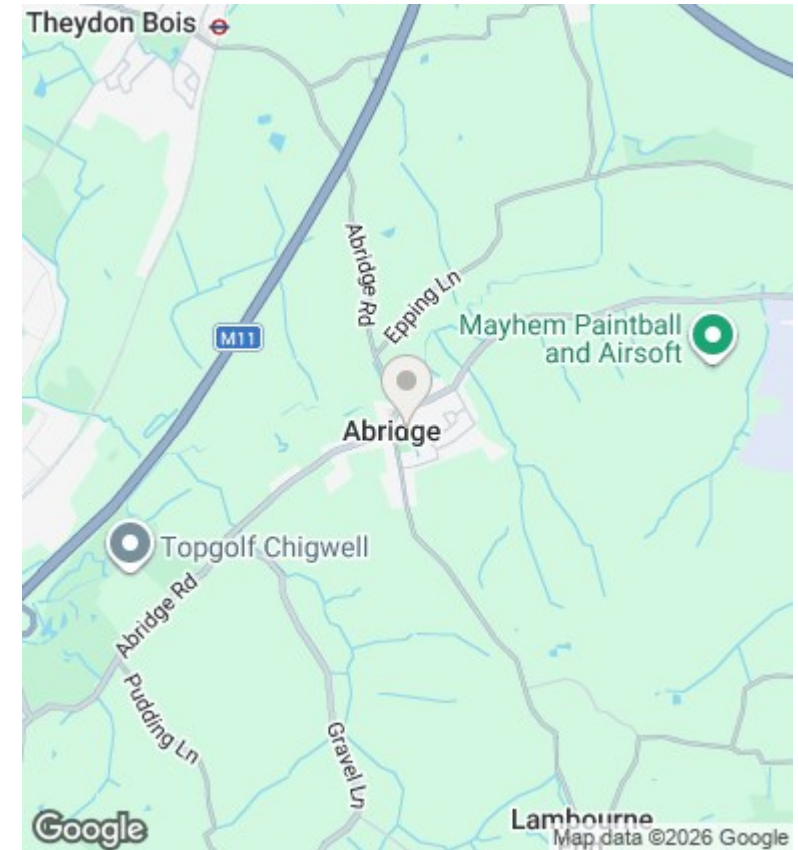 Theydon Bois
Abridge Rd
Epping Ln
M11
Mayhem Paintball
and Airsoft
Abridge
Topgolf Chigwell
Abridge Rd
Pudding Ln
Gravel Ln
Lambourne
Google
Map data ©2026 Google